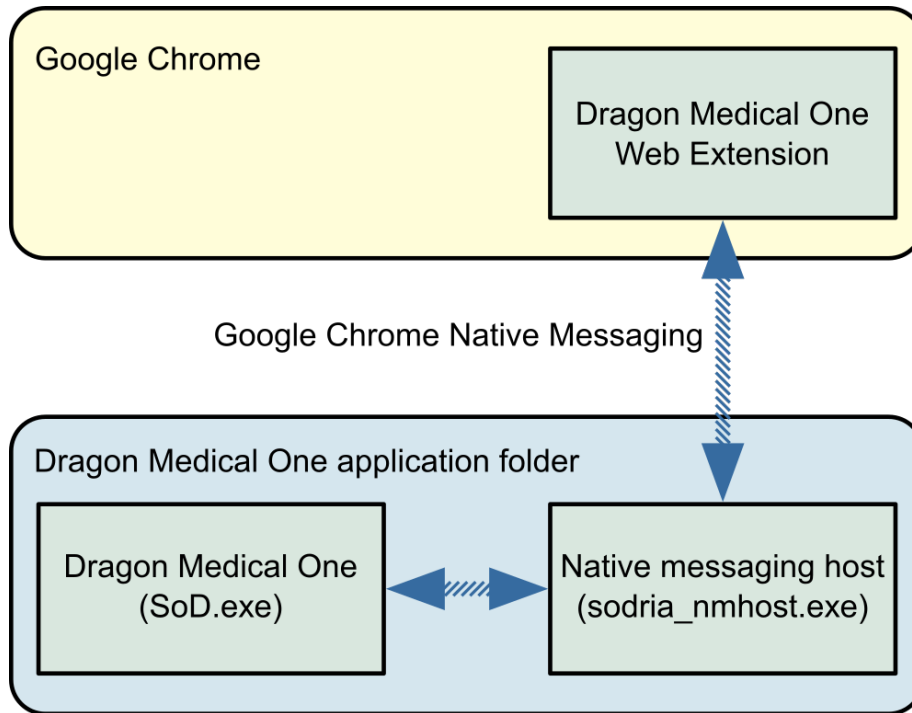 Google Chrome
Dragon Medical One
Web Extension
Google Chrome Native Messaging
Dragon Medical One application folder
Dragon Medical One
(SoD.exe)
Native messaging host
(sodria_nmhost.exe)